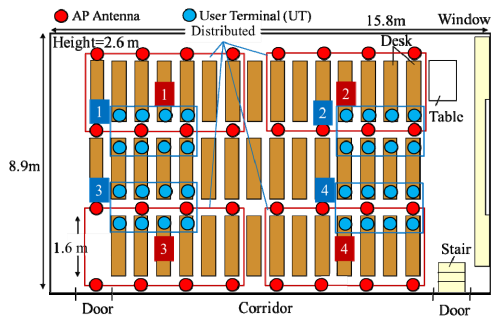 AP Antenna
User Terminal (UT)
15.8m
Window
Distributed
Height=2.6 m
Desk
1
2
1
2
Table
8.9m
3
4
1.6 m
3
4
Stair
Door
Corridor
Door